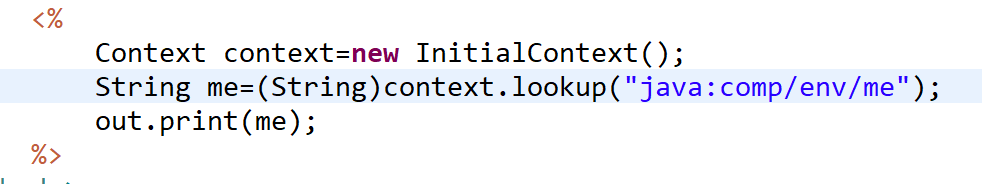 <%
Context context=new InitialContext();
String me=(String)context.lookup("java:comp/env/me");
out.print(me);
%>